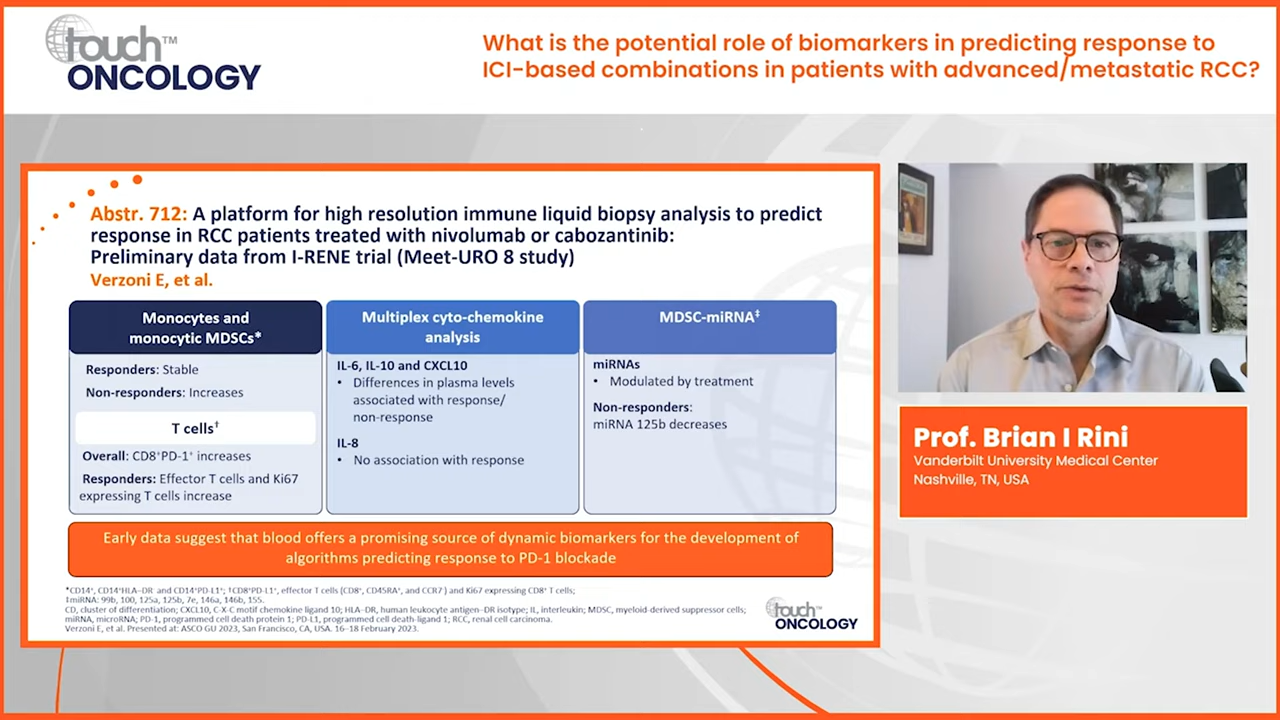 touch™
ONCOLOGY
What is the potential role of biomarkers in predicting response to
ICI-based combinations in patients with advanced/metastatic RCC?
Abstr. 712: A platform for high resolution immune liquid biopsy analysis to predict
response in RCC patients treated with nivolumab or cabozantinib:
Preliminary data from I-RENE trial (Meet-URO 8 study)
Verzoni E, et al.
Monocytes and
monocytic MDSCs*
Responders: Stable
Non-responders: Increases
T cells†
Overall: CD8⁺PD-1⁺ increases
Responders: Effector T cells and Ki67
expressing T cells increase
Multiplex cyto-chemokine
analysis
IL-6, IL-10 and CXCL10
• Differences in plasma levels
associated with response/
non-response
IL-8
• No association with response
MDSC-miRNA‡
miRNAs
• Modulated by treatment
Non-responders:
miRNA 125b decreases
Early data suggest that blood offers a promising source of dynamic biomarkers for the development of
algorithms predicting response to PD-1 blockade
*CD14⁺, CD14⁺HLA–DR⁻ and CD14⁺PD-L1⁺; †CD8⁺PD-L1⁺, effector T cells (CD8⁺, CD45RA⁺, and CCR7⁻) and Ki67 expressing CD8⁺ T cells;
‡miRNA: 99b, 100, 125a, 125b, 7e, 146a, 146b, 155.
CD, cluster of differentiation; CXCL10, C-X-C motif chemokine ligand 10; HLA–DR, human leukocyte antigen–DR isotype; IL, interleukin; MDSC, myeloid-derived suppressor cells;
miRNA, microRNA; PD-1, programmed cell death protein 1; PD-L1, programmed cell death-ligand 1; RCC, renal cell carcinoma.
Verzoni E, et al. Presented at: ASCO GU 2023, San Francisco, CA, USA. 16–18 February 2023.
touch™
ONCOLOGY
Prof. Brian I Rini
Vanderbilt University Medical Center
Nashville, TN, USA